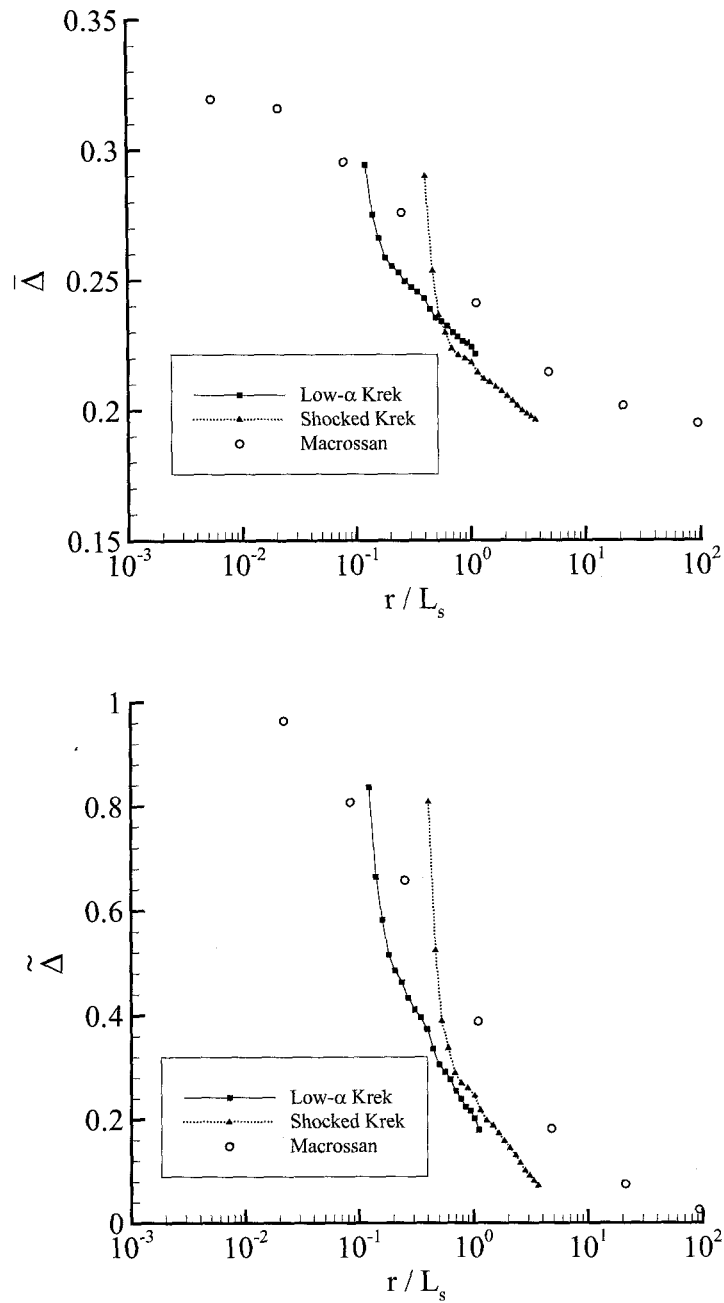 0.35
0.3
0.25
0.2
0.15
Δ̄
Low-α Krek
Shocked Krek
Macrossan
10⁻³ 10⁻² 10⁻¹ 10⁰ 10¹ 10²
r / Lₛ
1
0.8
0.6
0.4
0.2
0
Δ̃
Low-α Krek
Shocked Krek
Macrossan
10⁻³ 10⁻² 10⁻¹ 10⁰ 10¹ 10²
r / Lₛ